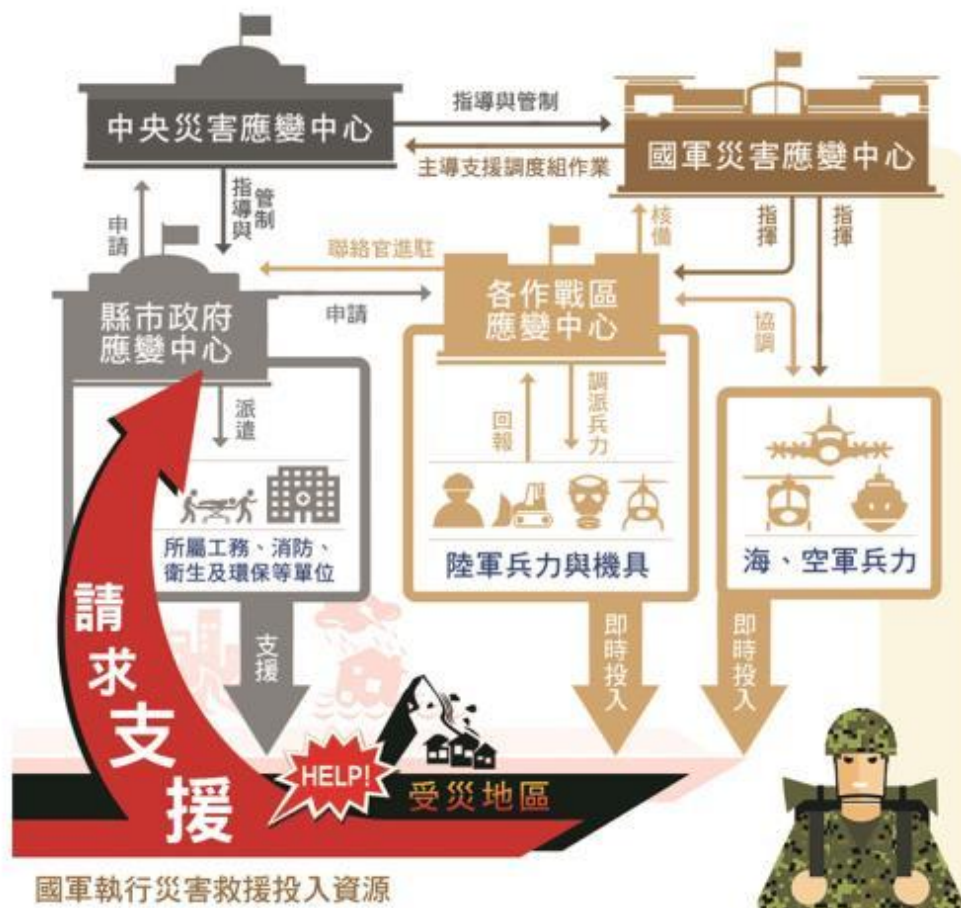 中央災害應變中心
指導與管制
國軍災害應變中心
主導支援調度組作業
申請
指導與
管制
核備
指揮
指揮
聯絡官進駐
縣市政府
應變中心
申請
各作戰區
應變中心
協調
派遣
回報
調派兵力
所屬工務、消防、
衛生及環保等單位
陸軍兵力與機具
海、空軍兵力
請求支援
支援
即時投入
即時投入
HELP!
受災地區
國軍執行災害救援投入資源